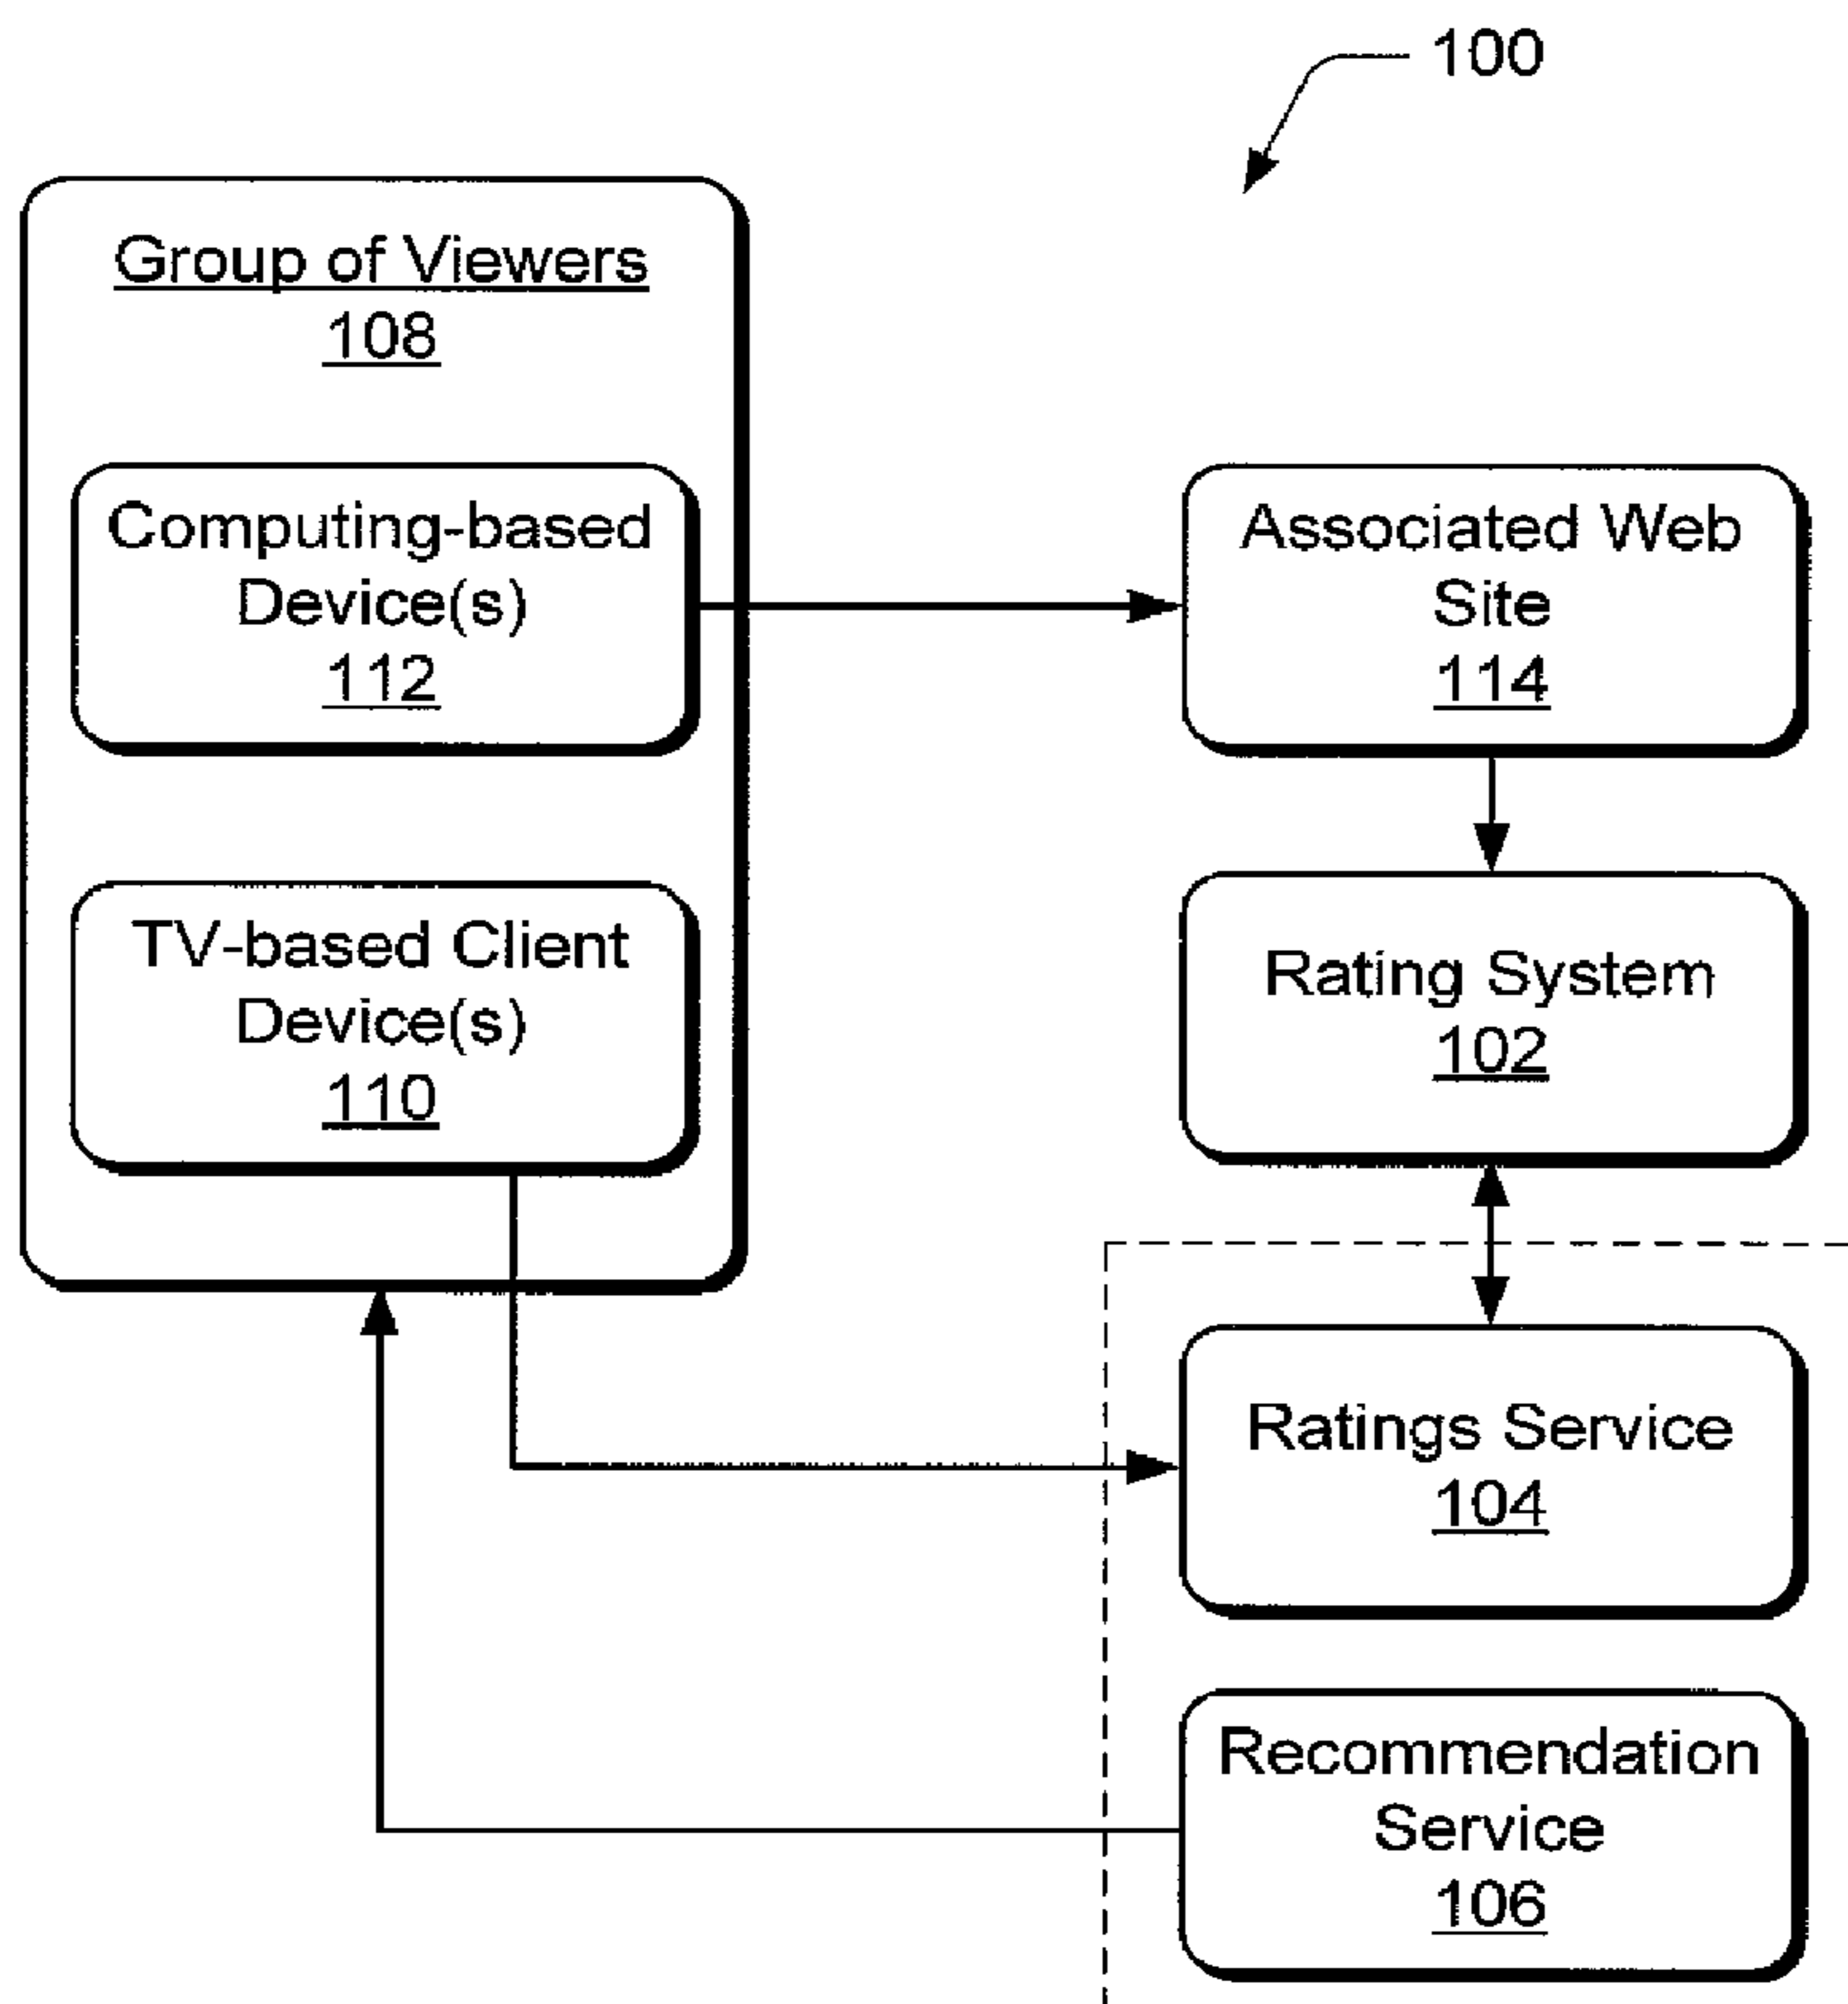 100
Group of Viewers
108
Computing-based
Device(s)
112
Associated Web
Site
114
TV-based Client
Device(s)
110
Rating System
102
Ratings Service
104
Recommendation
Service
106